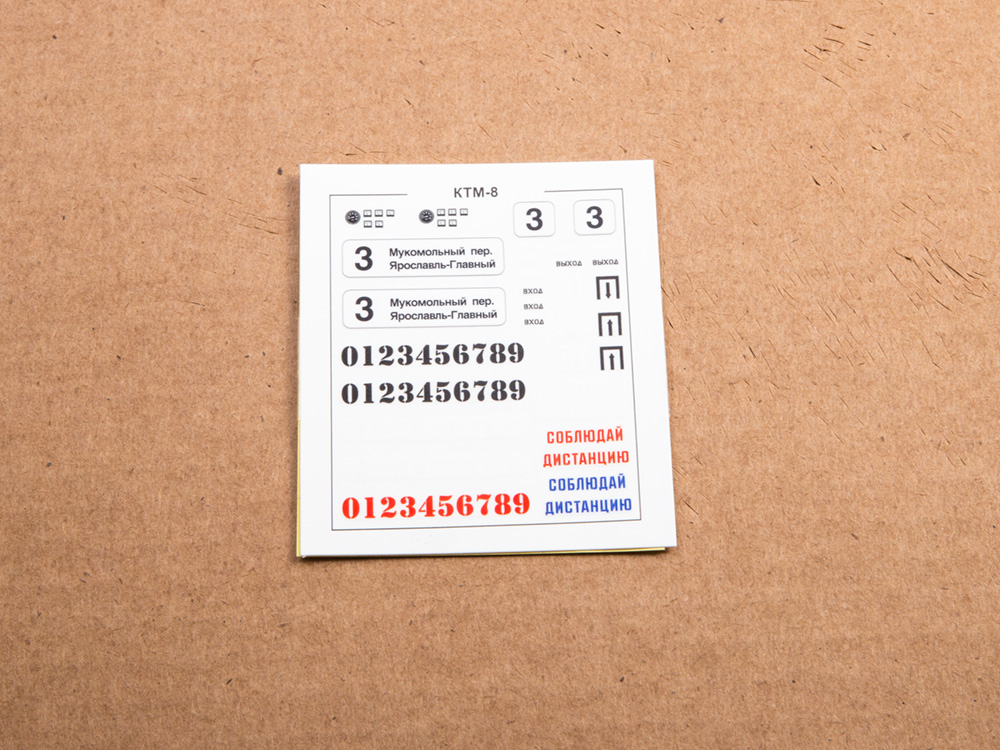 КТМ-8
3
3
3 Мукомольный пер.
Ярославль-Главный
ВЫХОД ВЫХОД
3 Мукомольный пер.
Ярославль-Главный
ВХОД
ВХОД
ВХОД
0123456789
0123456789
СОБЛЮДАЙ
ДИСТАНЦИЮ
СОБЛЮДАЙ
ДИСТАНЦИЮ
0123456789